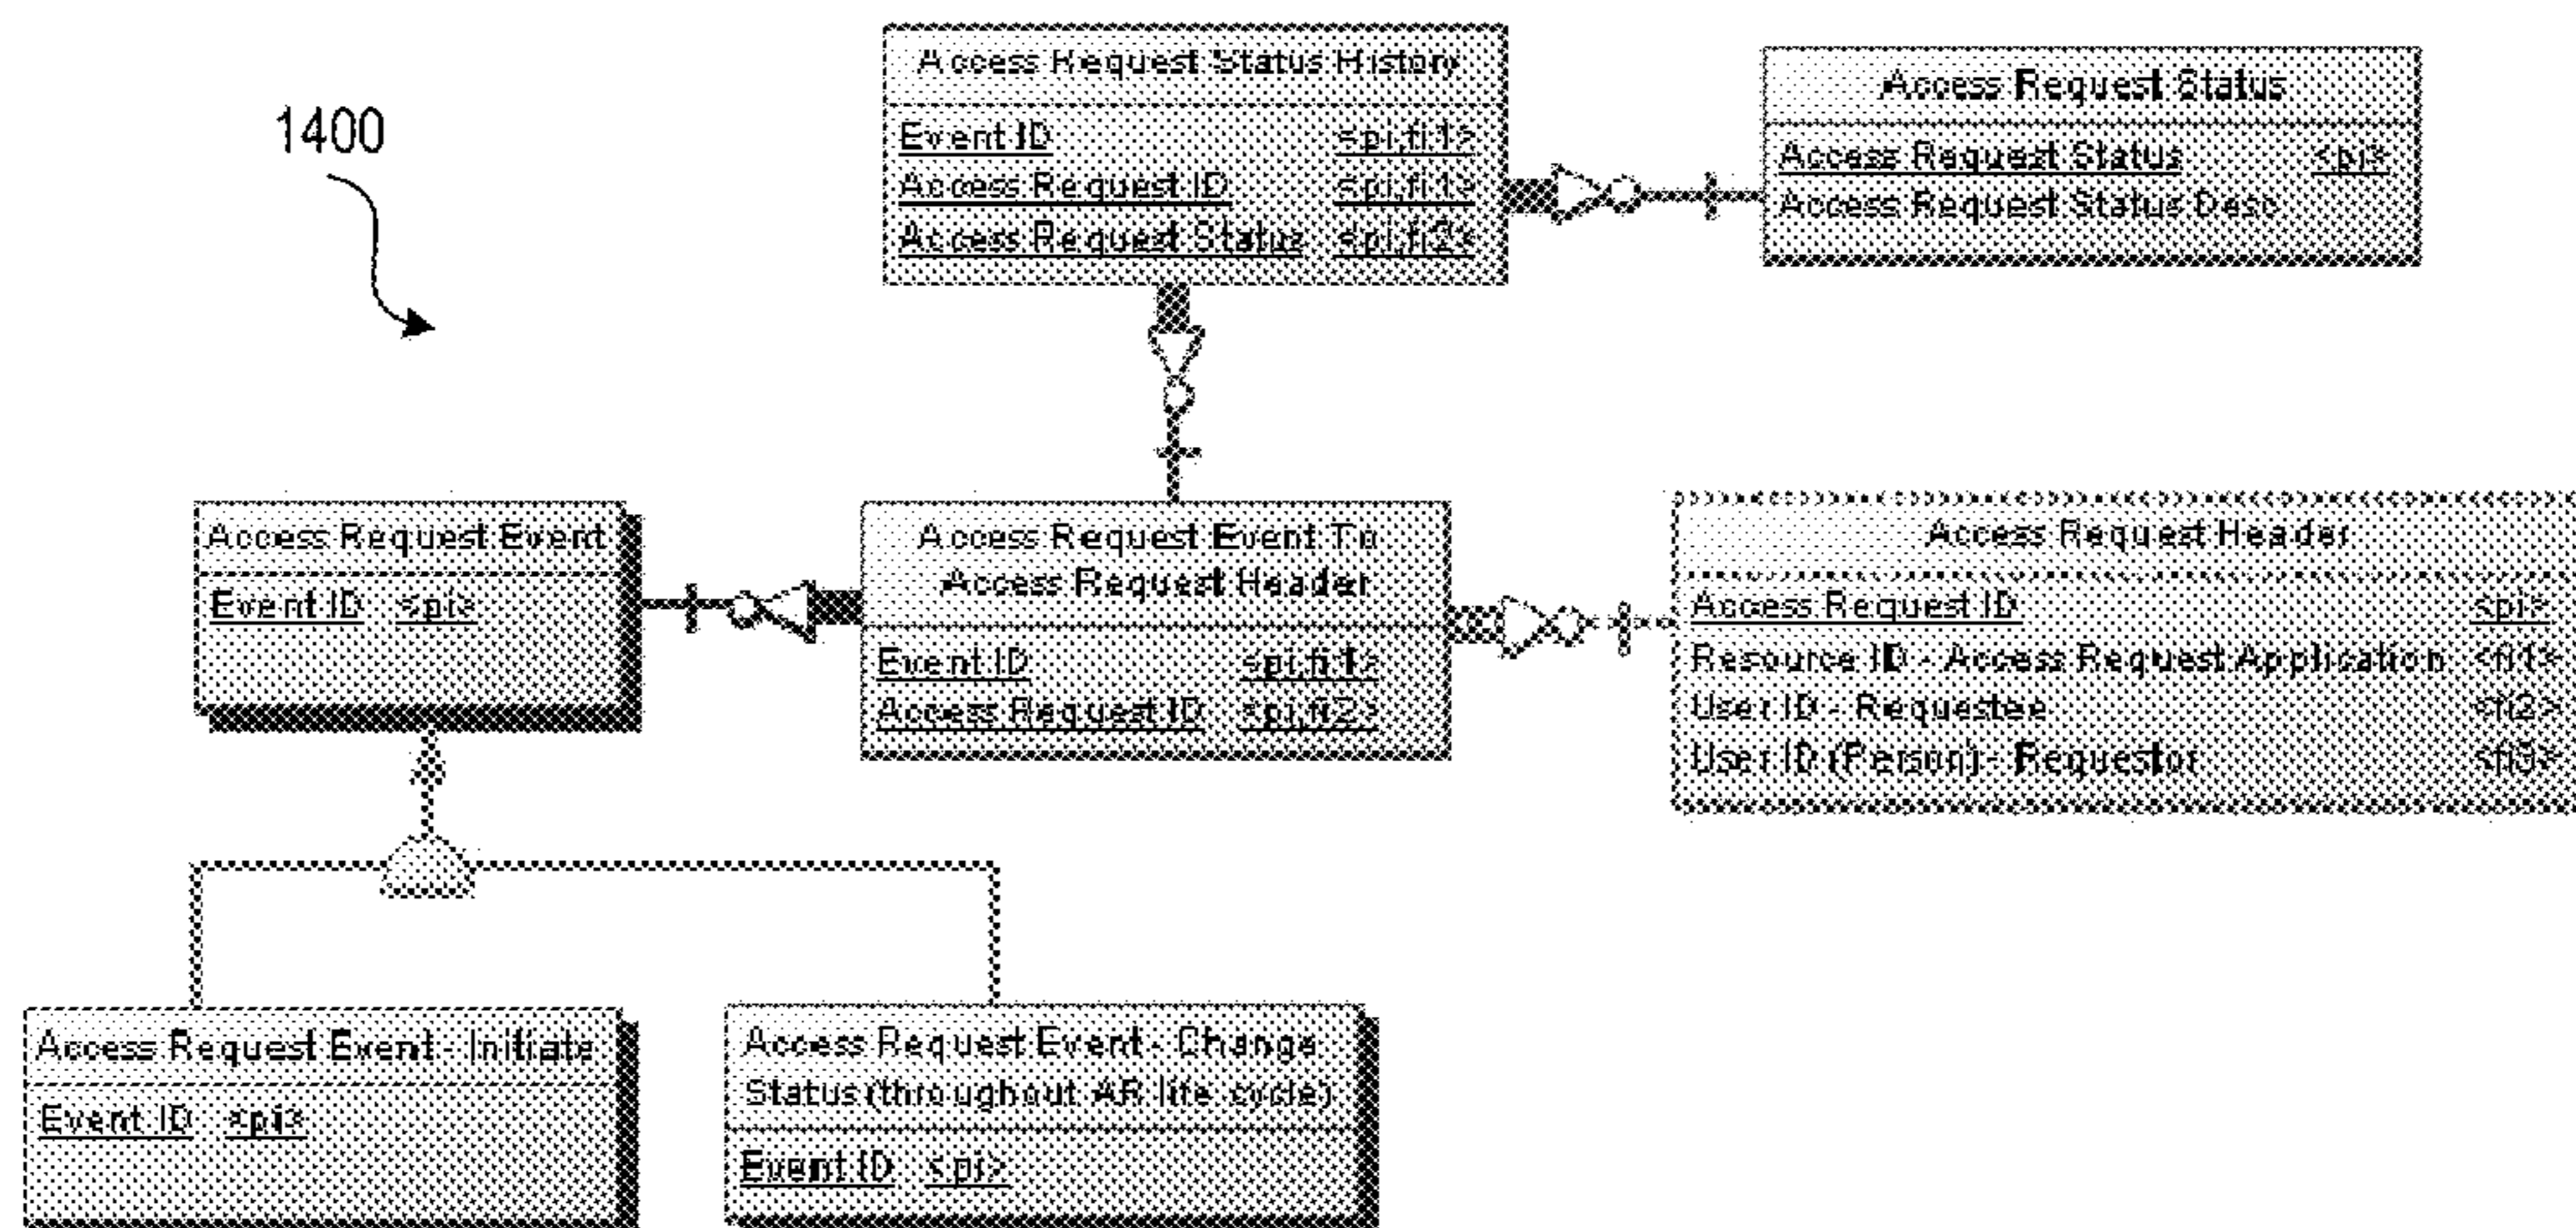 1400
Access Request Status History
Event ID <pi,fi1>
Access Request ID <pi,fi1>
Access Request Status <pi,fi2>
Access Request Status
Access Request Status <pi>
Access Request Status Desc
Access Request Event
Event ID <pi>
Access Request Event To
Access Request Header
Event ID <pi,fi1>
Access Request ID <pi,fi2>
Access Request Header
Access Request ID <pi>
Resource ID - Access Request Application <fi1>
User ID - Requestee <fi2>
User ID (Person) - Requestor <fi3>
Access Request Event - Initiate
Event ID <pi>
Access Request Event - Change
Status (throughout AR life cycle)
Event ID <pi>